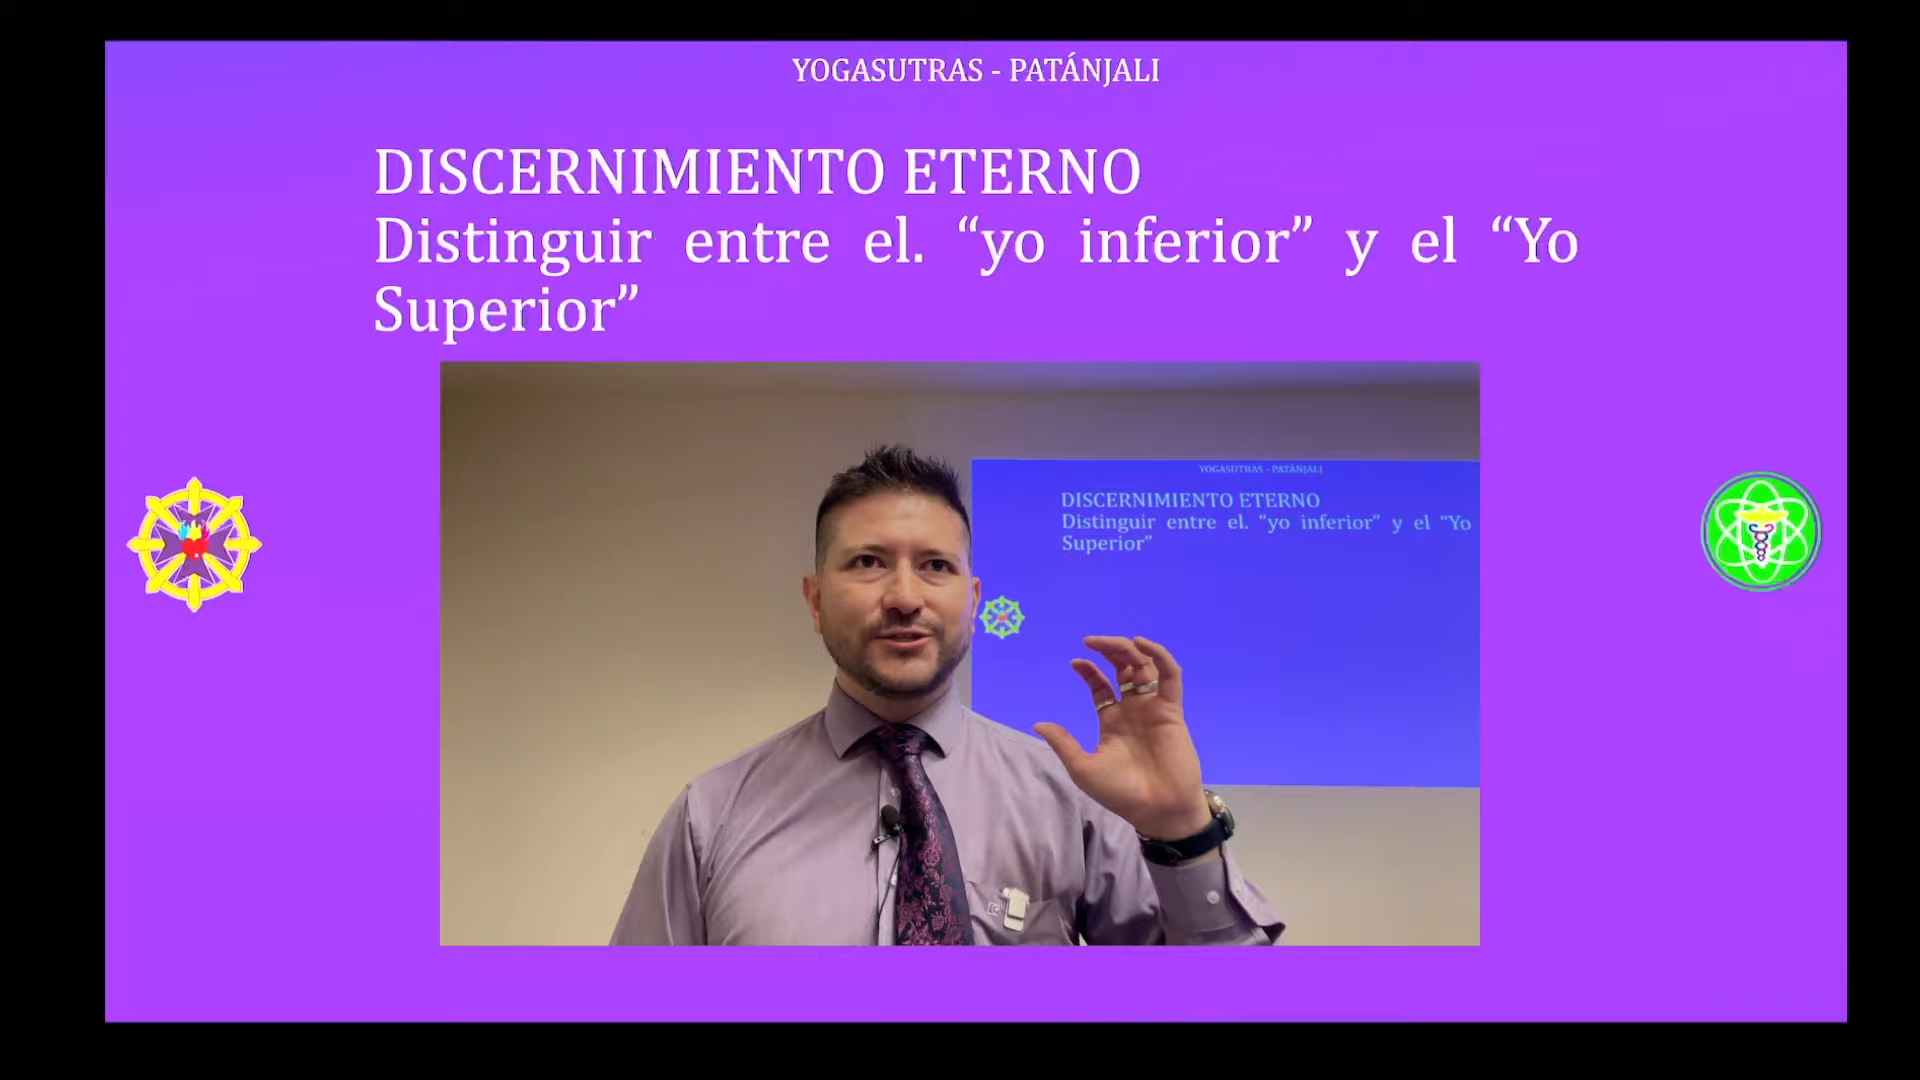 YOGASUTRAS - PATÁNJALI
DISCERNIMIENTO ETERNO
Distinguir entre el. “yo inferior” y el “Yo
Superior”
YOGASUTRAS - PATÁNJALI
DISCERNIMIENTO ETERNO
Distinguir entre el. “yo inferior” y el “Yo
Superior”